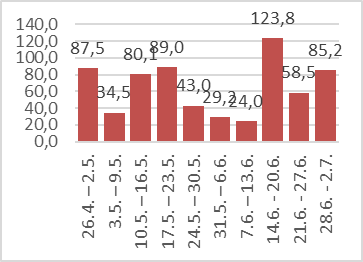 140,0
120,0
100,0
80,0
60,0
40,0
20,0
0,0
87,5
34,5
80,1
89,0
43,0
29,2
24,0
123,8
58,5
85,2
26.4. – 2.5.
3.5. – 9.5.
10.5. – 16.5.
17.5. – 23.5.
24.5. – 30.5.
31.5. – 6.6.
7.6. – 13.6.
14.6. - 20.6.
21.6. - 27.6.
28.6. - 2.7.